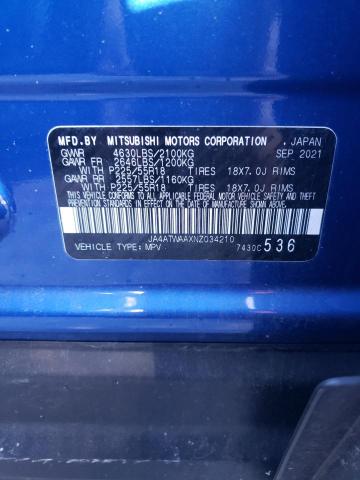 MFD.BY MITSUBISHI MOTORS CORPORATION . JAPAN
GVWR 4630LBS/2100KG SEP 2021
GAWR FR 2646LBS/1200KG
WITH P225/55R18 TIRES 18X7.0J RIMS
GAWR RR 2557LBS/1160KG
WITH P225/55R18 TIRES 18X7.0J RIMS
THIS VEHICLE CONFORMS TO ALL APPLICABLE
FEDERAL MOTOR VEHICLE SAFETY, BUMPER
AND THEFT PREVENTION STANDARDS IN EFFECT
ON THE DATE OF MANUFACTURE SHOWN ABOVE.
JA4ATWAAXNZ034210
VEHICLE TYPE: MPV 7430C 536